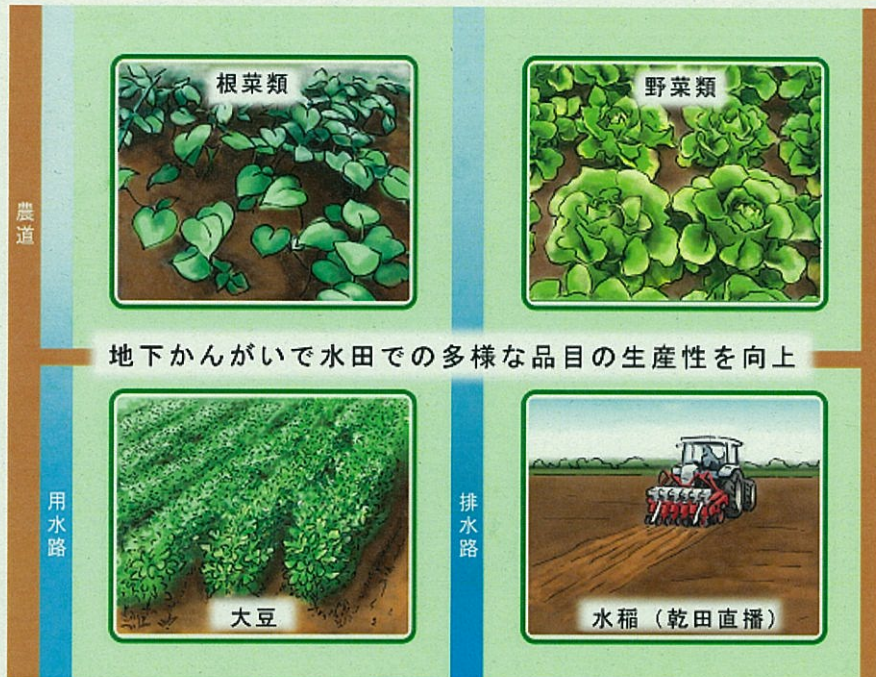 根菜類
野菜類
農道
地下かんがいで水田での多様な品目の生産性を向上
用水路
排水路
大豆
水稲（乾田直播）